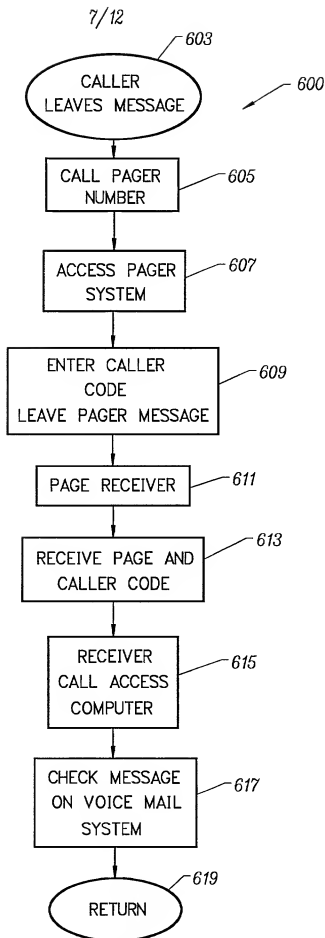 7/12
603
CALLER
LEAVES MESSAGE
600
CALL PAGER
NUMBER
605
ACCESS PAGER
SYSTEM
607
ENTER CALLER
CODE
LEAVE PAGER MESSAGE
609
PAGE RECEIVER
611
RECEIVE PAGE AND
CALLER CODE
613
RECEIVER
CALL ACCESS
COMPUTER
615
CHECK MESSAGE
ON VOICE MAIL
SYSTEM
617
619
RETURN